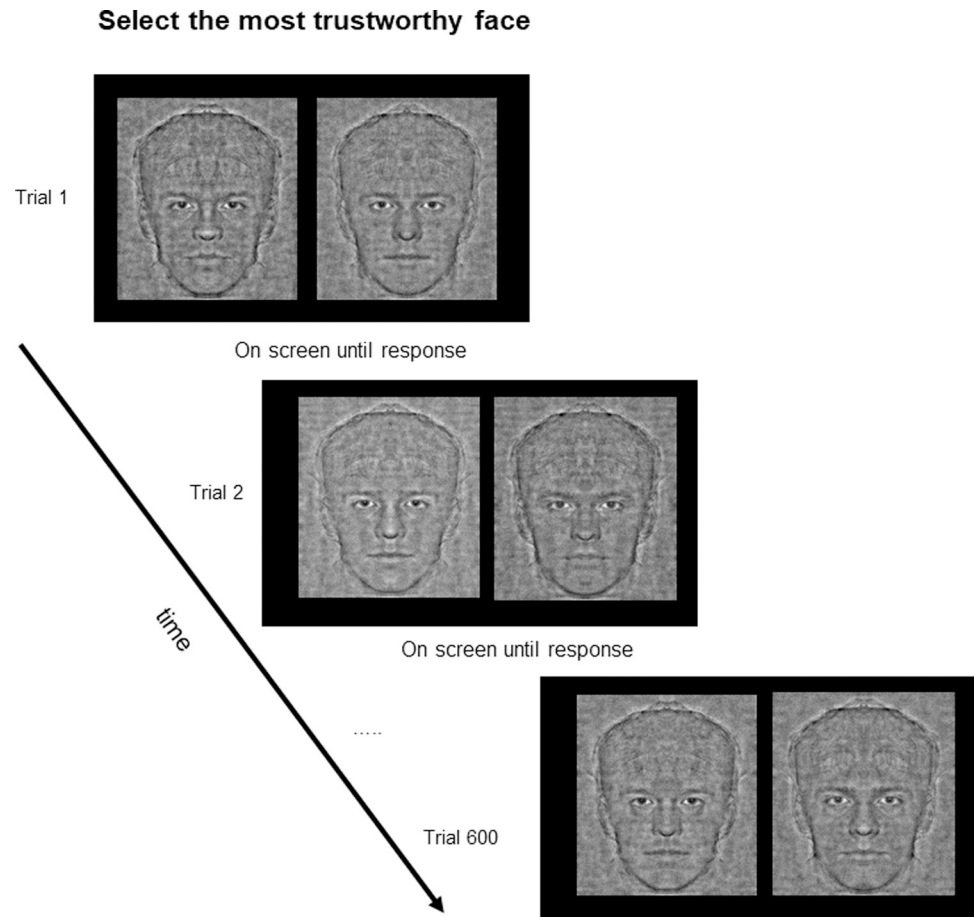 Select the most trustworthy face
Trial 1
On screen until response
Trial 2
time
On screen until response
.....
Trial 600